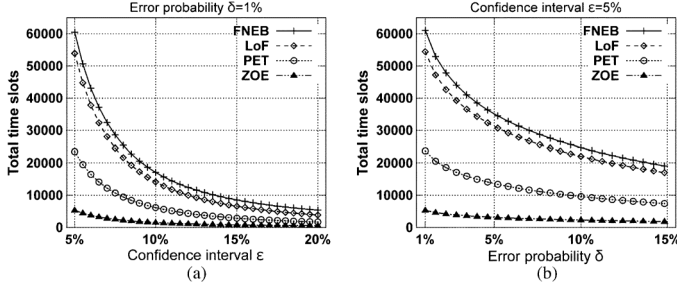 Error probability δ=1%
FNEB
LoF
PET
ZOE
60000
50000
40000
30000
20000
10000
0
Total time slots
5%
10%
15%
20%
Confidence interval ε
(a)
Confidence interval ε=5%
FNEB
LoF
PET
ZOE
60000
50000
40000
30000
20000
10000
0
Total time slots
1%
5%
10%
15%
Error probability δ
(b)